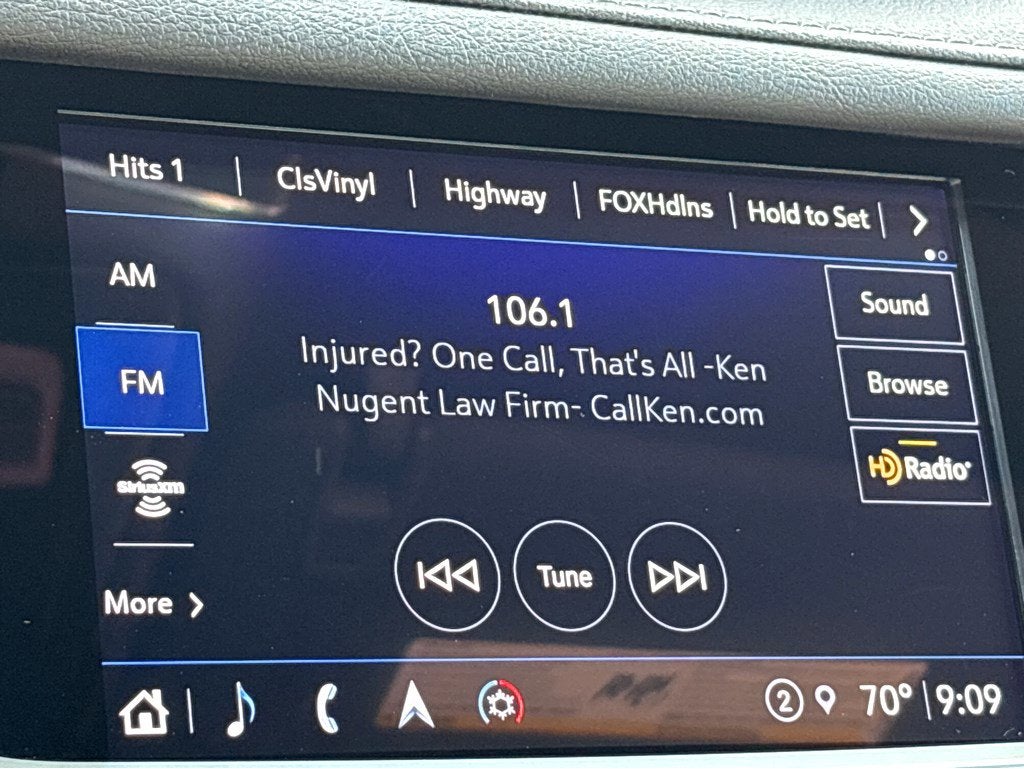 Hits 1 | ClsVinyl | Highway | FOXHdlns | Hold to Set |
AM
FM
SiriusXM
More
106.1
Injured? One Call, That's All -Ken
Nugent Law Firm- CallKen.com
Tune
Sound
Browse
HD Radio
2 70° | 9:09